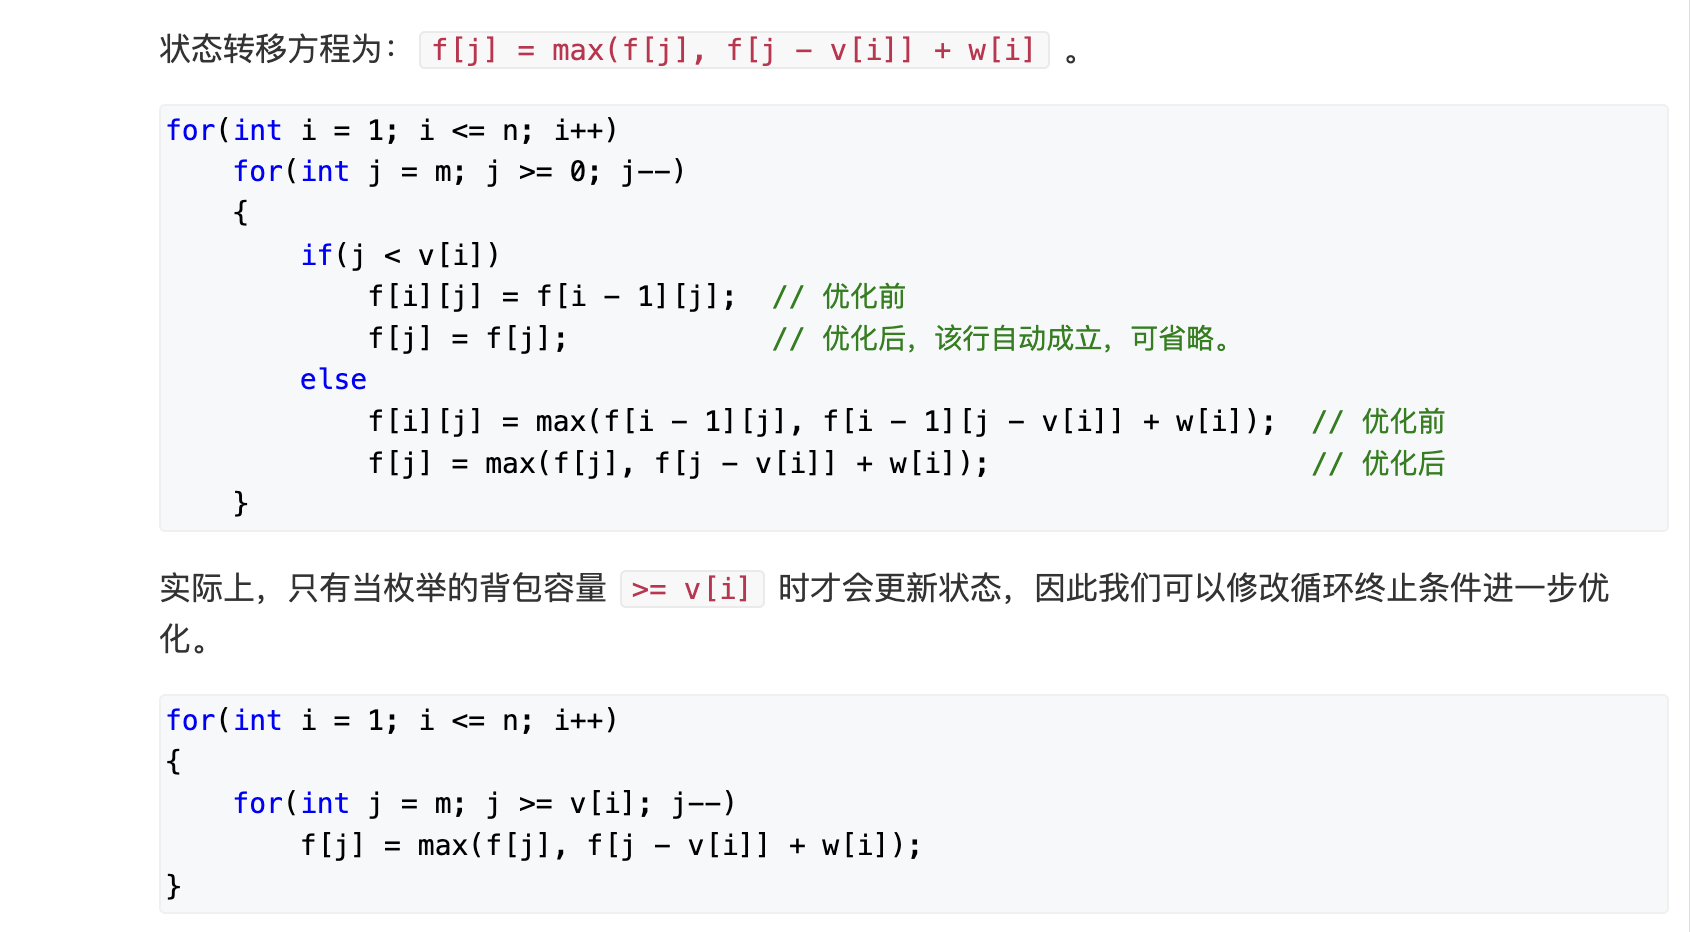 状态转移方程为： f[j] = max(f[j], f[j - v[i]] + w[i] 。
for(int i = 1; i <= n; i++)
    for(int j = m; j >= 0; j--)
    {
        if(j < v[i])
            f[i][j] = f[i - 1][j];  // 优化前
            f[j] = f[j];            // 优化后，该行自动成立，可省略。
        else
            f[i][j] = max(f[i - 1][j], f[i - 1][j - v[i]] + w[i]);  // 优化前
            f[j] = max(f[j], f[j - v[i]] + w[i]);                   // 优化后
    }
实际上，只有当枚举的背包容量 >= v[i] 时才会更新状态，因此我们可以修改循环终止条件进一步优
化。
for(int i = 1; i <= n; i++)
{
    for(int j = m; j >= v[i]; j--)
        f[j] = max(f[j], f[j - v[i]] + w[i]);
}